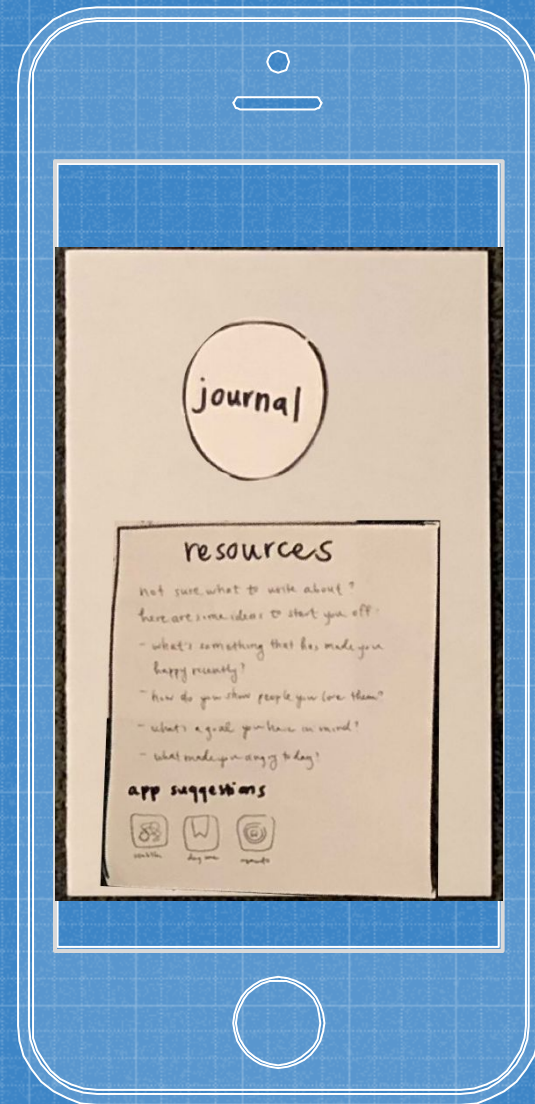 journal
resources
not sure what to write about?
here are some ideas to start you off:
- what's something that has made you
happy recently?
- how do you show people you love them?
- what's a goal you have in mind?
- what made you angry today?
app suggestions
day one